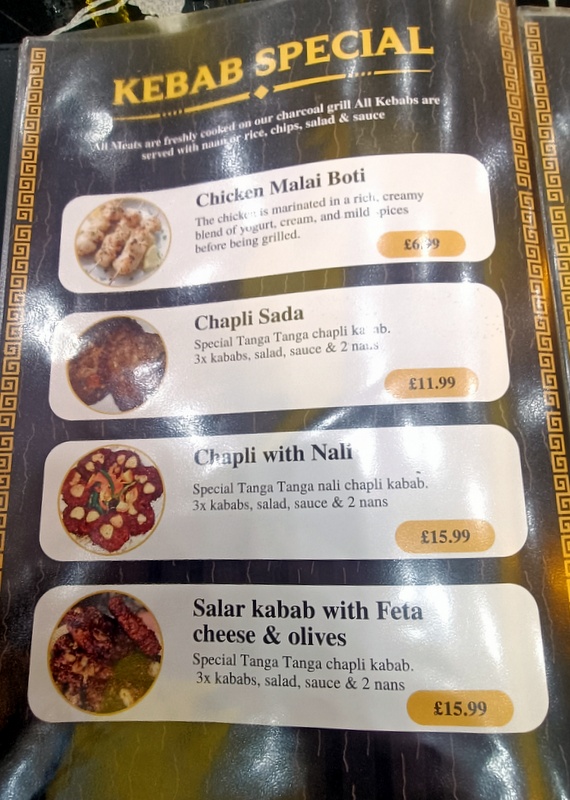 KEBAB SPECIAL
All Meats are freshly cooked on our charcoal grill All Kebabs are
served with naan or rice, chips, salad & sauce
Chicken Malai Boti
The chicken is marinated in a rich, creamy
blend of yogurt, cream, and mild
before being grilled.
£6.99
Chapli Sada
Special Tanga Tanga chapli
3x kababs, salad, sauce & 2
£11.99
Chapli with Nali
Special Tanga Tanga nali chapli kabab.
3x kababs, salad, sauce & 2 nans
£15.99
Salar kabab with Feta
cheese & olives
Special Tanga Tanga chapli kabab.
3x kababs, salad, sauce & 2 nans
£15.99